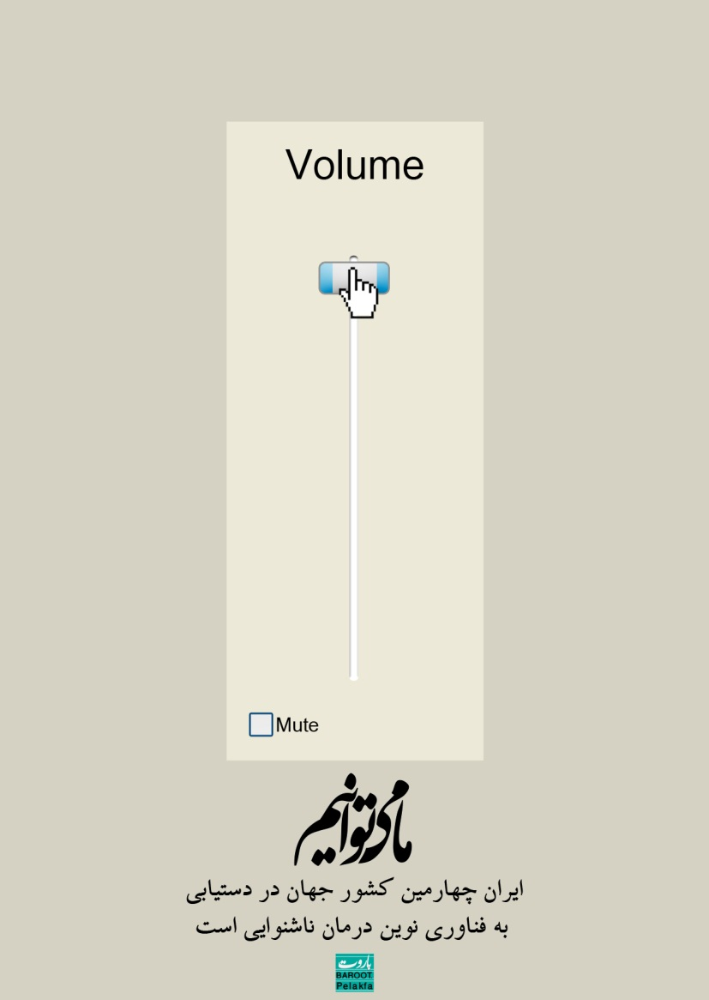 Volume
Mute
ما می‌توانیم
ایران چهارمین کشور جهان در دستیابی
به فناوری نوین درمان ناشنوایی است
باروت
BAROOT
Pelakfa